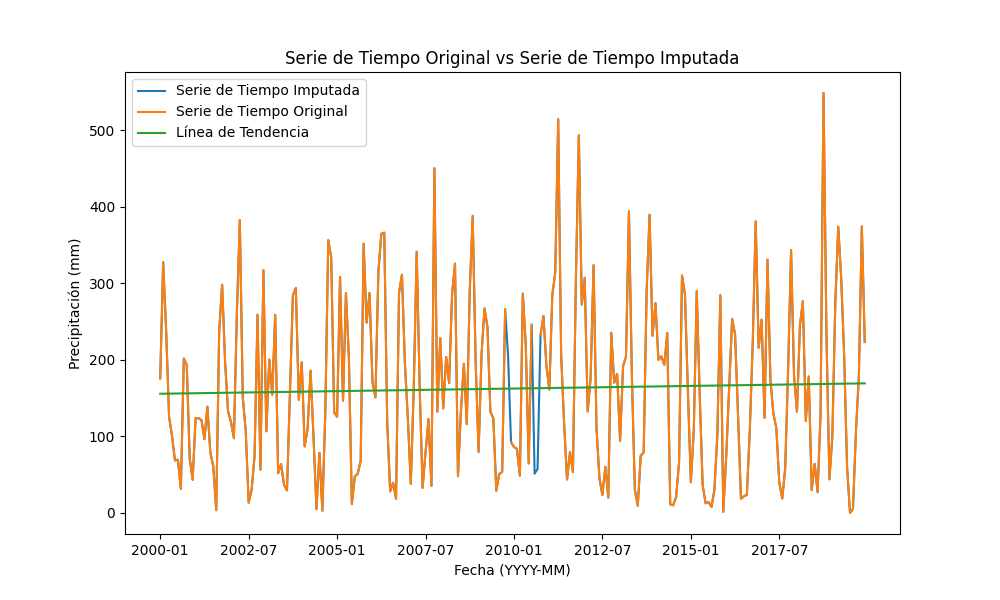 Serie de Tiempo Original vs Serie de Tiempo Imputada
Serie de Tiempo Imputada
Serie de Tiempo Original
Línea de Tendencia
Precipitación (mm)
500
400
300
200
100
0
2000-01 2002-07 2005-01 2007-07 2010-01 2012-07 2015-01 2017-07
Fecha (YYYY-MM)